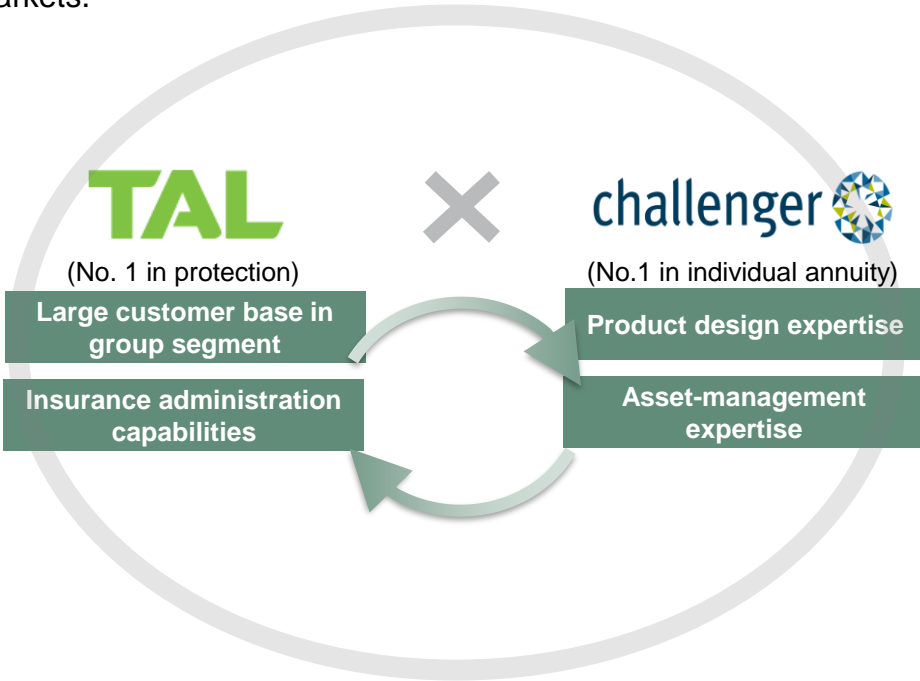 arkets.
TAL × challenger
(No. 1 in protection)
Large customer base in
group segment
Insurance administration
capabilities
(No.1 in individual annuity)
Product design expertise
Asset-management
expertise